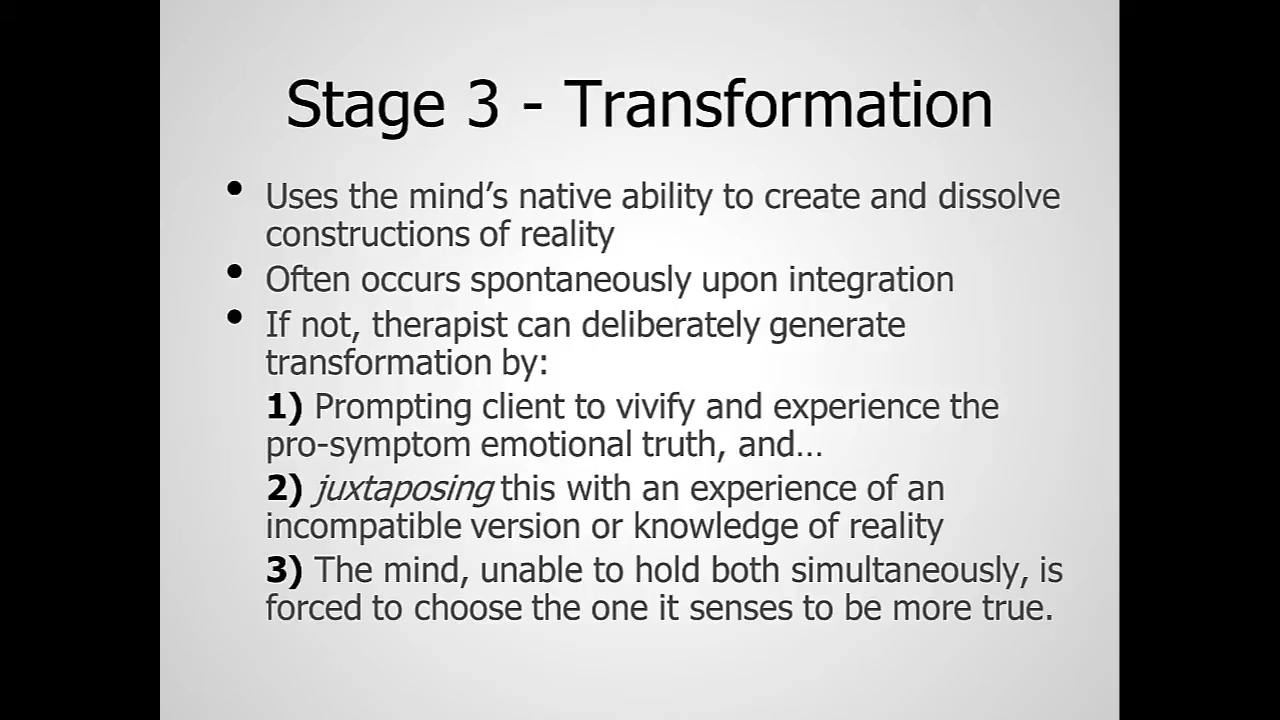 Stage 3 - Transformation
• Uses the mind’s native ability to create and dissolve
constructions of reality
• Often occurs spontaneously upon integration
• If not, therapist can deliberately generate
transformation by:
1) Prompting client to vivify and experience the
pro-symptom emotional truth, and…
2) juxtaposing this with an experience of an
incompatible version or knowledge of reality
3) The mind, unable to hold both simultaneously, is
forced to choose the one it senses to be more true.